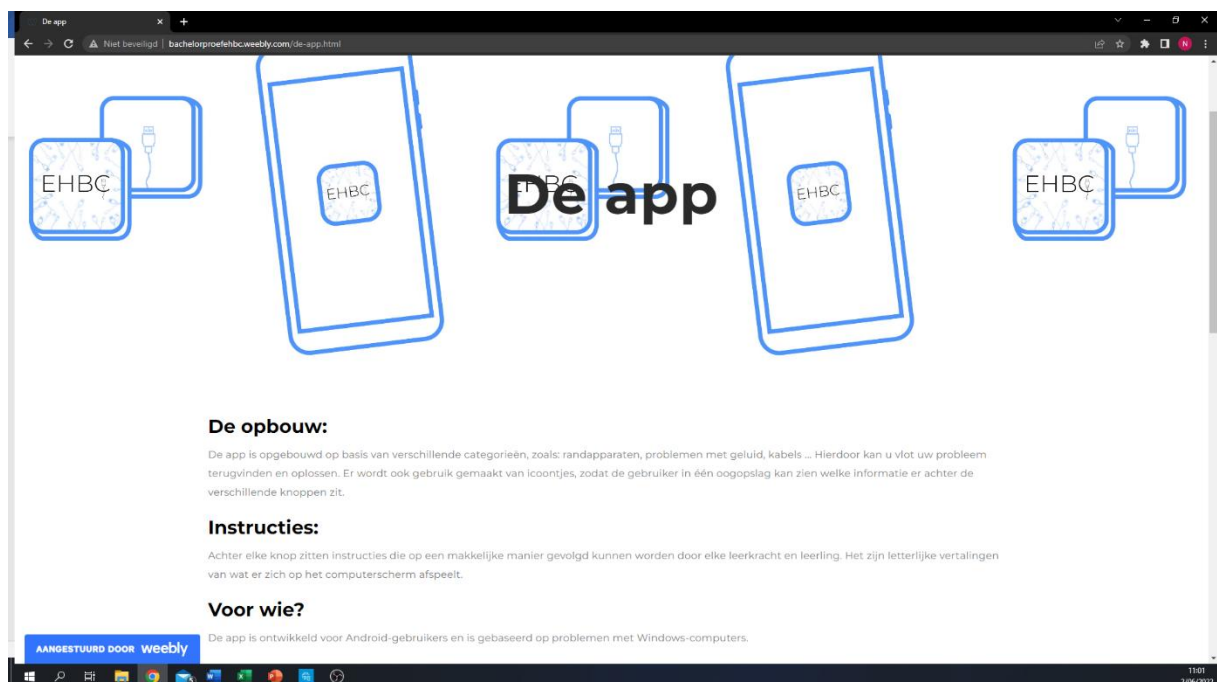 De app
Niet beveiligd | bachelorproefehbc.weebly.com/de-app.html
N
EHBC
EHBC
EHBC
De app
EHBC
EHBC
De opbouw:
De app is opgebouwd op basis van verschillende categorieën, zoals: randapparaten, problemen met geluid, kabels ... Hierdoor kan u vlot uw probleem
terugvinden en oplossen. Er wordt ook gebruik gemaakt van icoontjes, zodat de gebruiker in één oogopslag kan zien welke informatie er achter de
verschillende knoppen zit.
Instructies:
Achter elke knop zitten instructies die op een makkelijke manier gevolgd kunnen worden door elke leerkracht en leerling. Het zijn letterlijke vertalingen
van wat er zich op het computerscherm afspeelt.
Voor wie?
De app is ontwikkeld voor Android-gebruikers en is gebaseerd op problemen met Windows-computers.
AANGESTUURD DOOR weebly
11:01